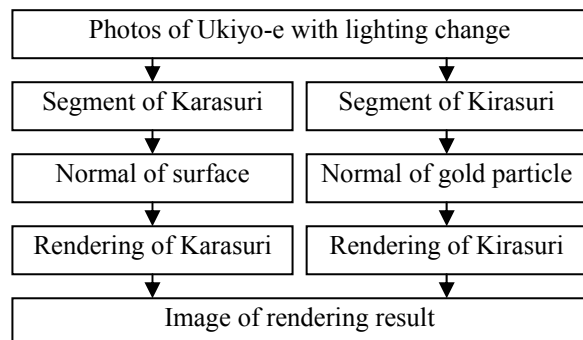 Photos of Ukiyo-e with lighting change
Segment of Karasuri
Segment of Kirasuri
Normal of surface
Normal of gold particle
Rendering of Karasuri
Rendering of Kirasuri
Image of rendering result